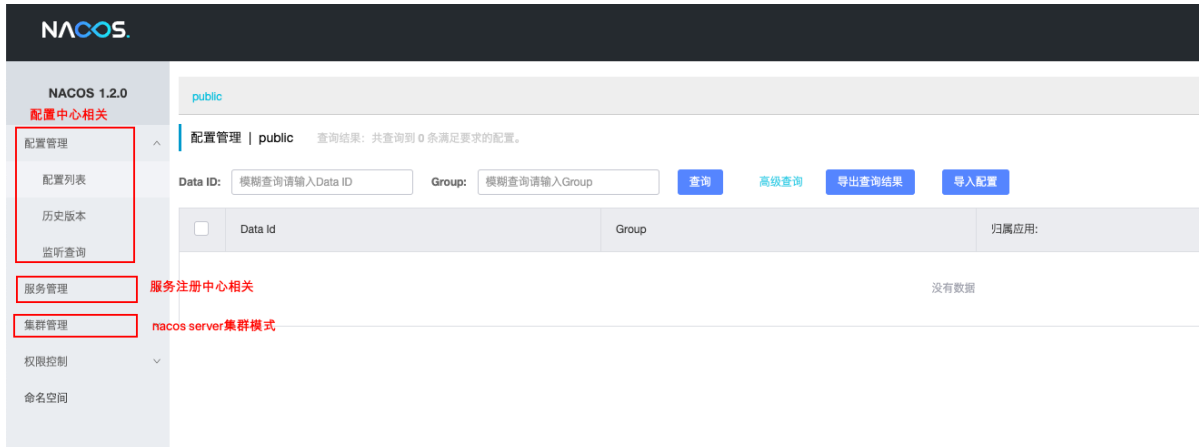 NACOS.
NACOS 1.2.0
配置中心相关
配置管理
配置列表
历史版本
监听查询
服务管理
服务注册中心相关
集群管理
nacos server集群模式
权限控制
命名空间
public
配置管理 | public 查询结果：共查询到 0 条满足要求的配置。
Data ID: 模糊查询请输入Data ID Group: 模糊查询请输入Group 查询 高级查询 导出查询结果 导入配置
Data Id Group 归属应用:
没有数据